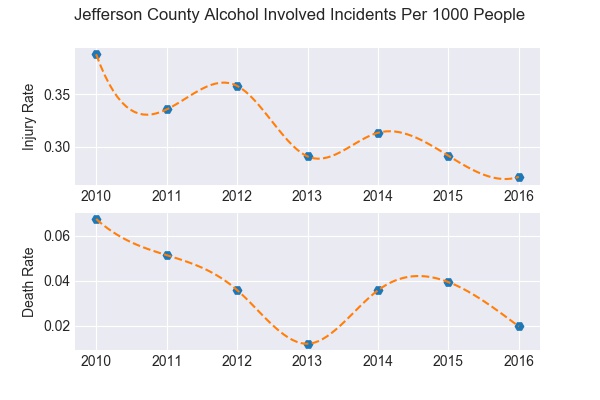 Jefferson County Alcohol Involved Incidents Per 1000 People
Injury Rate
0.35
0.30
2010 2011 2012 2013 2014 2015 2016
Death Rate
0.06
0.04
0.02
2010 2011 2012 2013 2014 2015 2016